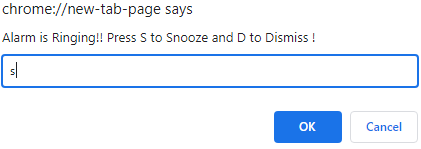 chrome://new-tab-page says
Alarm is Ringing!! Press S to Snooze and D to Dismiss !
s
OK Cancel